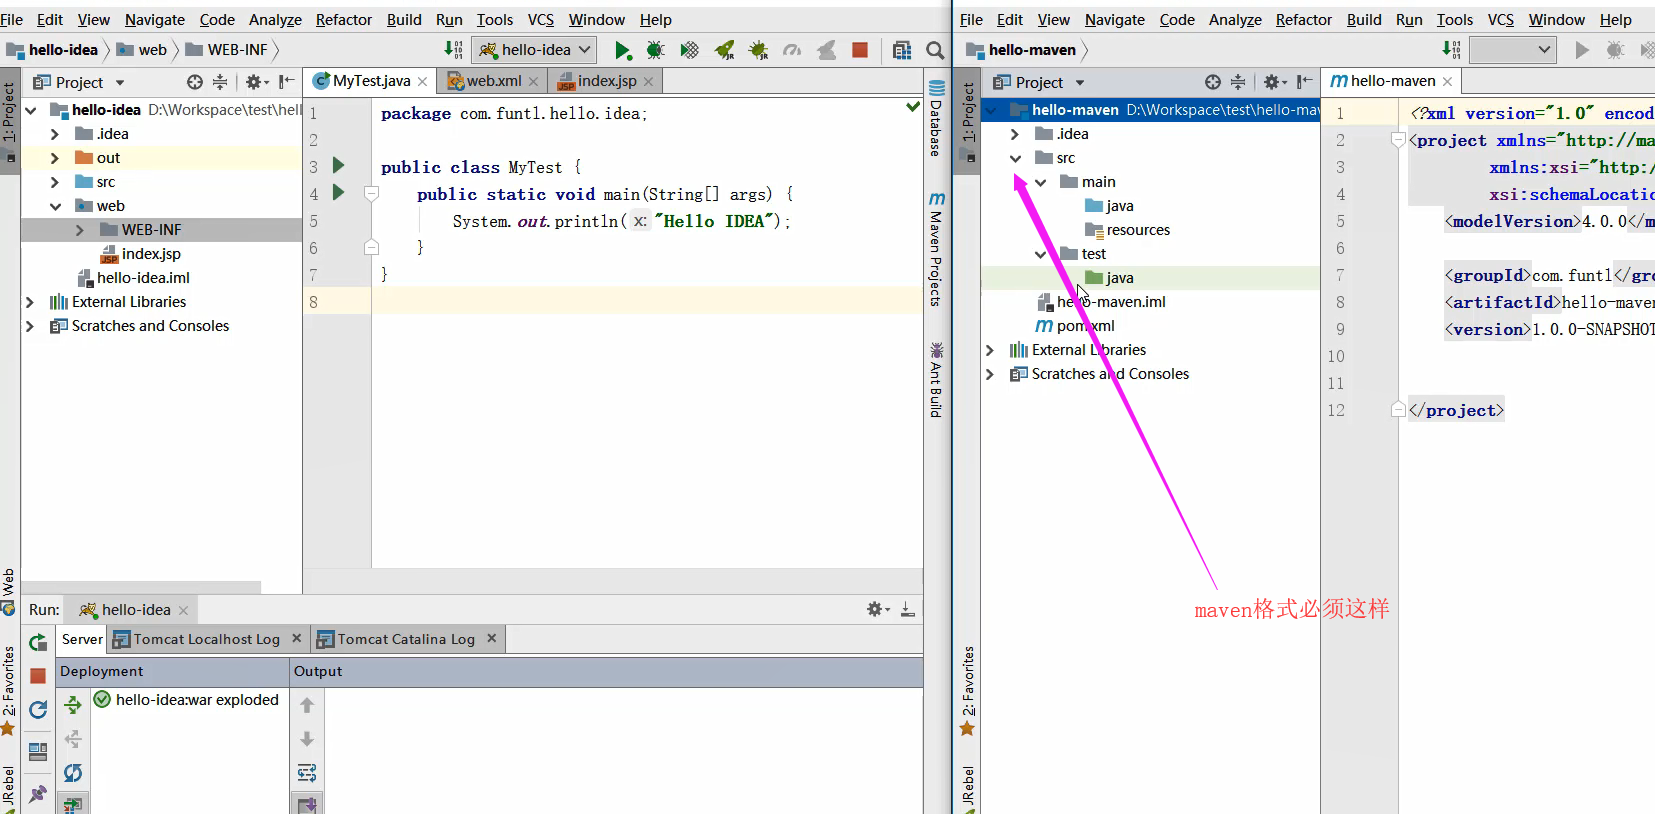 File Edit View Navigate Code Analyze Refactor Build Run Tools VCS Window Help
hello-idea web WEB-INF hello-idea
Project
MyTest.java web.xml index.jsp
1: Project
hello-idea D:\Workspace\test\hell
.idea
out
src
web
WEB-INF
index.jsp
hello-idea.iml
External Libraries
Scratches and Consoles
1 package com.funtl.hello.idea;
2
3 public class MyTest {
4 public static void main(String[] args) {
5 System.out.println( x: "Hello IDEA");
6 }
7 }
8
Database
Maven Projects
Ant Build
Web
2: Favorites
JRebel
Run: hello-idea
Server Tomcat Localhost Log Tomcat Catalina Log
Deployment Output
hello-idea:war exploded
File Edit View Navigate Code Analyze Refactor Build Run Tools VCS Window Help
hello-maven
Project
hello-maven
1: Project
hello-maven D:\Workspace\test\hello-mav
.idea
src
main
java
resources
test
java
hello-maven.iml
pom.xml
External Libraries
Scratches and Consoles
1 <?xml version="1.0" encod
2 <project xmlns="http://ma
3 xmlns:xsi="http:/
4 xsi:schemaLocatio
5 <modelVersion>4.0.0</m
6
7 <groupId>com.funtl</gro
8 <artifactId>hello-maven
9 <version>1.0.0-SNAPSHOT
10
11
12 </project>
maven格式必须这样
2: Favorites
JRebel